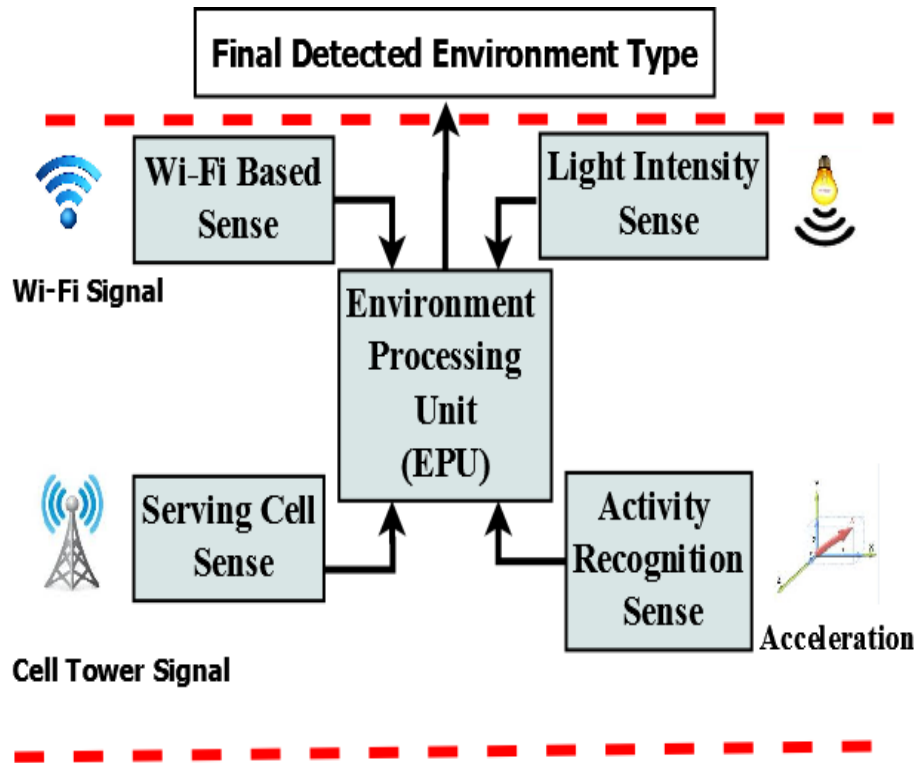 Final Detected Environment Type
Wi-Fi Based
Sense
Light Intensity
Sense
Wi-Fi Signal
Environment
Processing
Unit
(EPU)
Serving Cell
Sense
Activity
Recognition
Sense
Acceleration
Cell Tower Signal